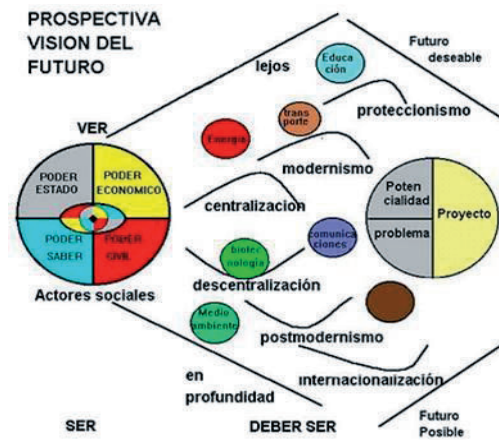 PROSPECTIVA
VISION DEL
FUTURO
Futuro
deseable
lejos
Educa
ción
VER
trans
porte
proteccionismo
Energia
PODER
ESTADO
PODER
ECONOMICO
modernismo
centralizacion
Poten
cialidad
problema
Proyecto
PODER
SABER
PODER
CIVIL
comunica
ciones
biotec
nologia
Actores sociales
descentralización
Medio
ambiente
postmodernismo
en
profundidad
internacionalización
SER
DEBER SER
Futuro
Posible